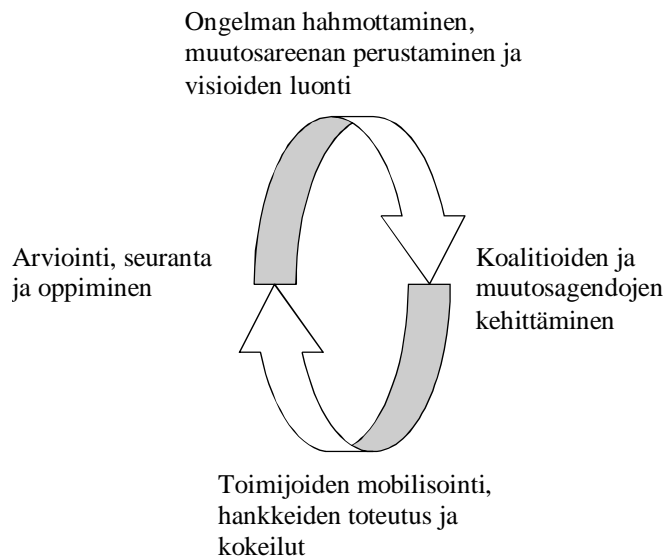 Ongelman hahmottaminen,
muutosareenan perustaminen ja
visioiden luonti
Arviointi, seuranta
ja oppiminen
Koalitioiden ja
muutosagendojen
kehittäminen
Toimijoiden mobilisointi,
hankkeiden toteutus ja
kokeilut